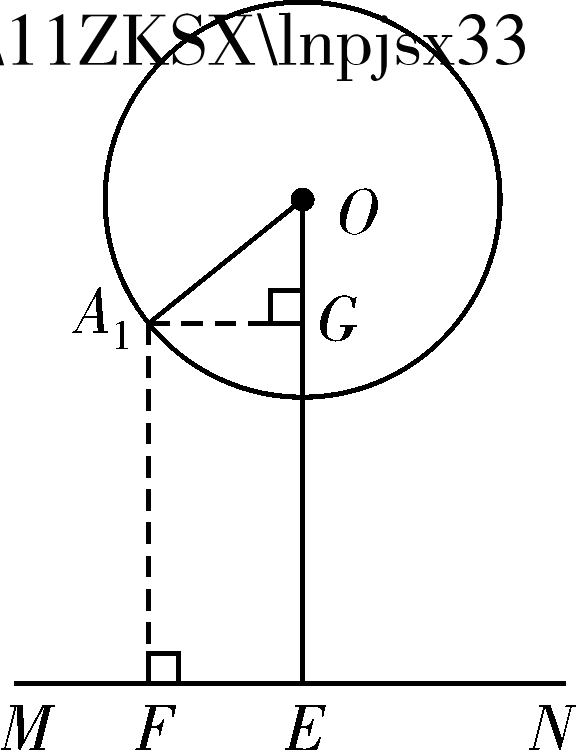 \11ZKSX\lnpjsx33
O
A₁ G
M F E N